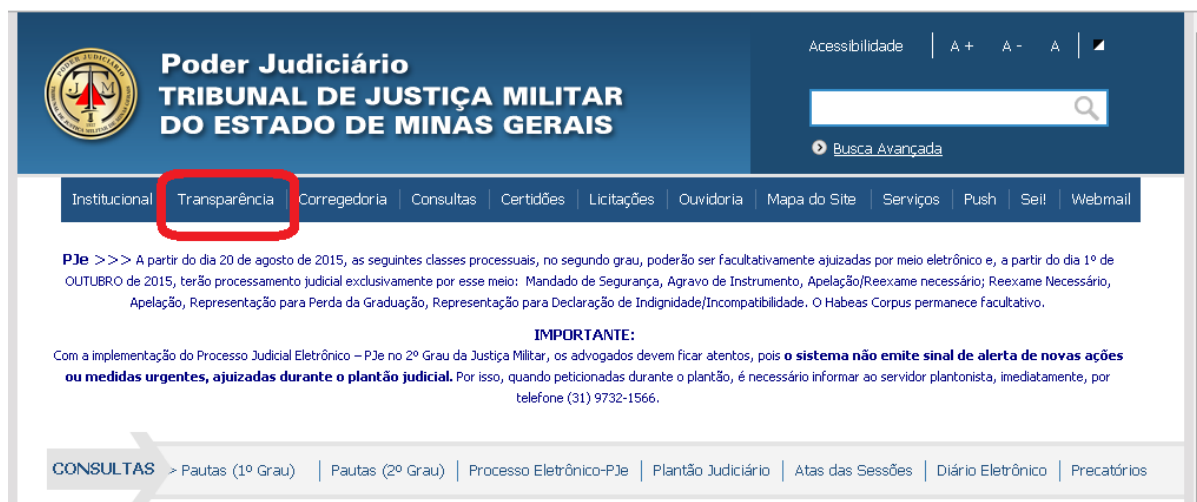 Acessibilidade A + A - A
Poder Judiciário
TRIBUNAL DE JUSTIÇA MILITAR
DO ESTADO DE MINAS GERAIS
Busca Avançada
Institucional Transparência Corregedoria Consultas Certidões Licitações Ouvidoria Mapa do Site Serviços Push Sei! Webmail
PJe >>> A partir do dia 20 de agosto de 2015, as seguintes classes processuais, no segundo grau, poderão ser facultativamente ajuizadas por meio eletrônico e, a partir do dia 1º de
OUTUBRO de 2015, terão processamento judicial exclusivamente por esse meio: Mandado de Segurança, Agravo de Instrumento, Apelação/Reexame necessário; Reexame Necessário,
Apelação, Representação para Perda da Graduação, Representação para Declaração de Indignidade/Incompatibilidade. O Habeas Corpus permanece facultativo.
IMPORTANTE:
Com a implementação do Processo Judicial Eletrônico – PJe no 2º Grau da Justiça Militar, os advogados devem ficar atentos, pois o sistema não emite sinal de alerta de novas ações
ou medidas urgentes, ajuizadas durante o plantão judicial. Por isso, quando peticionadas durante o plantão, é necessário informar ao servidor plantonista, imediatamente, por
telefone (31) 9732-1566.
CONSULTAS > Pautas (1º Grau) | Pautas (2º Grau) | Processo Eletrônico-PJe | Plantão Judiciário | Atas das Sessões | Diário Eletrônico | Precatórios